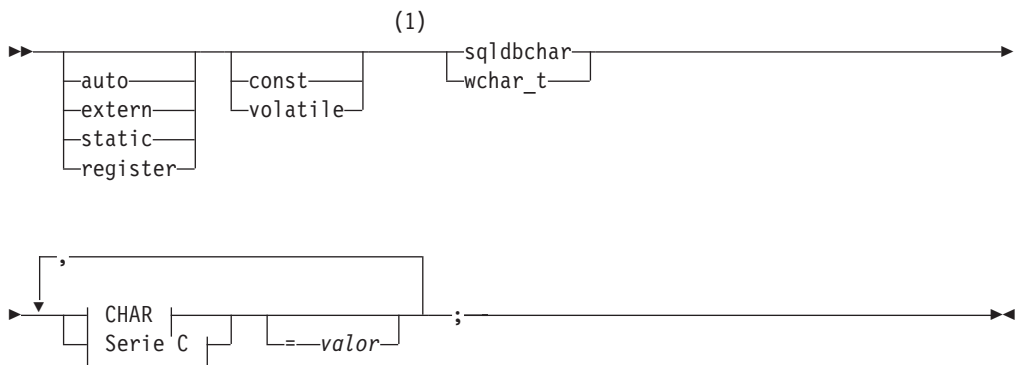 (1)
sqldbchar
auto const wchar_t
extern volatile
static
register
,
CHAR ;
Serie C = valor